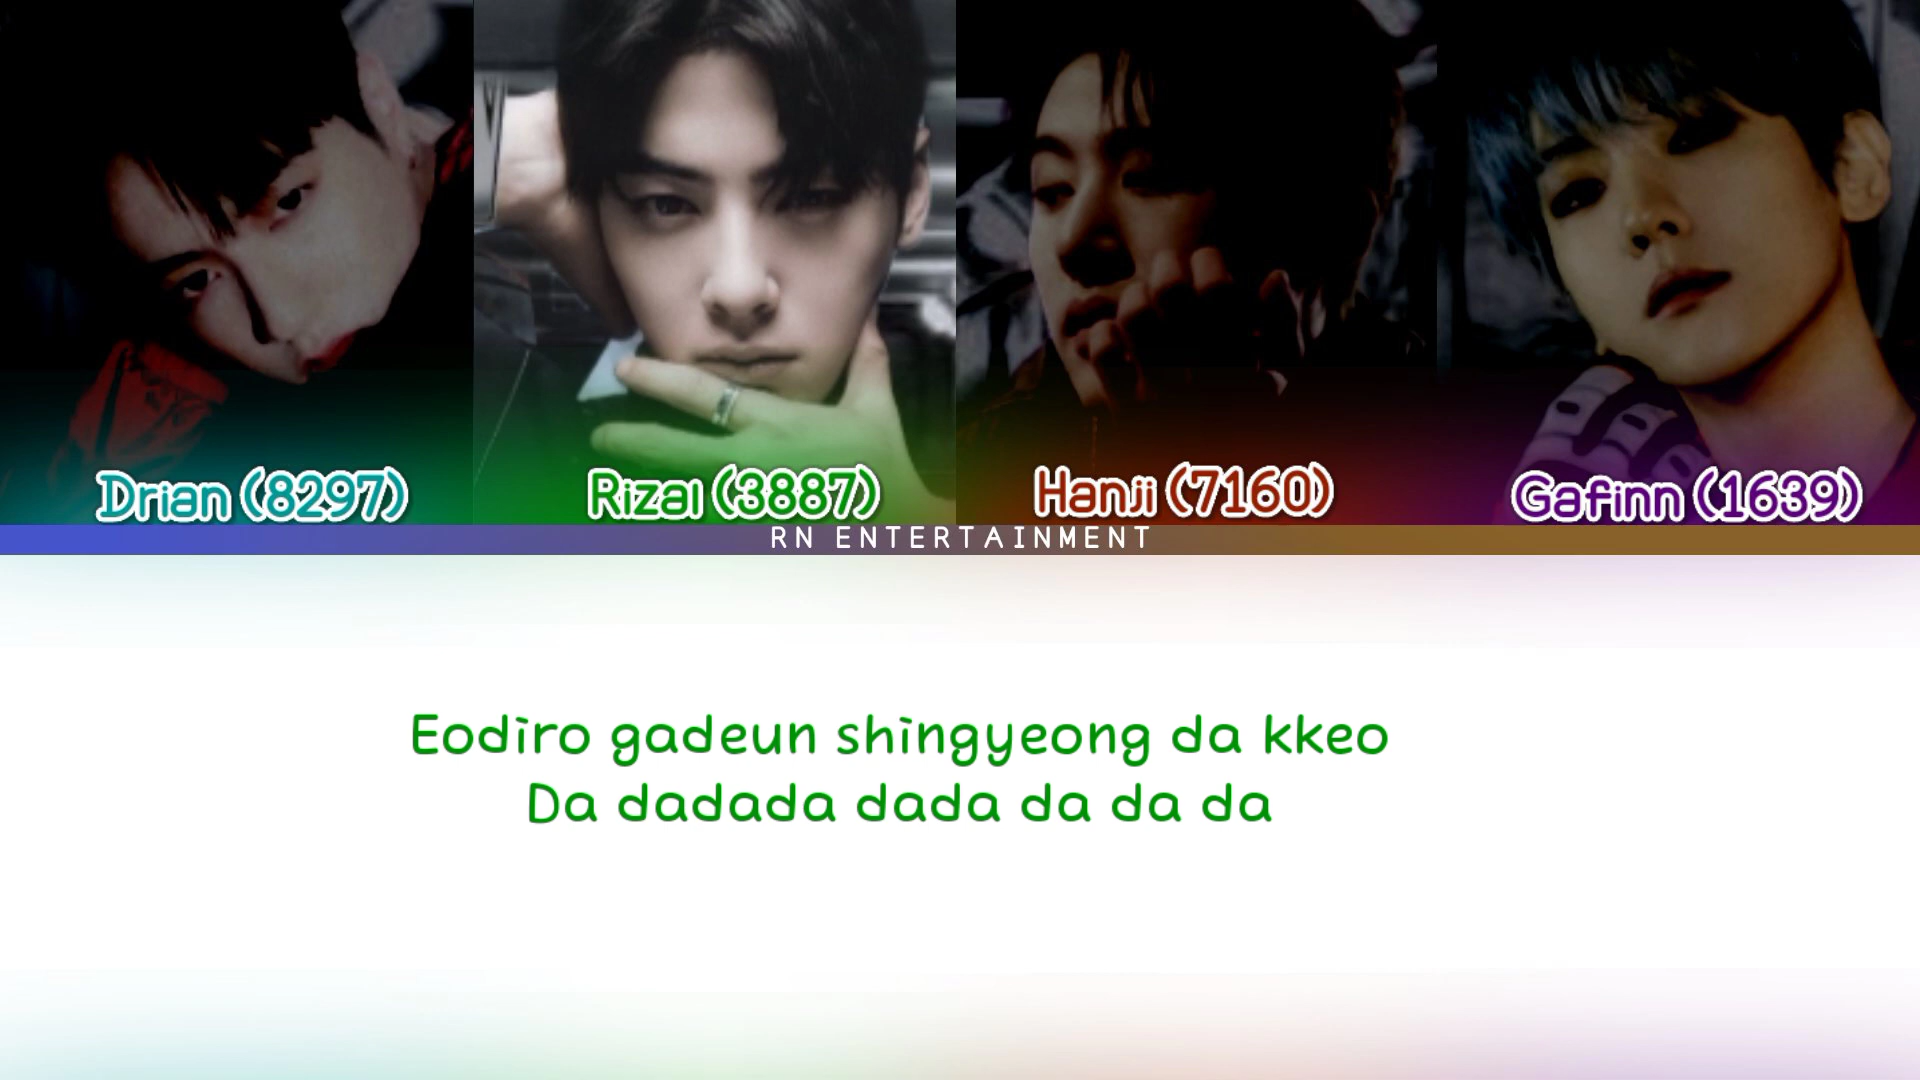 Drian (8297)
Rizal (3887)
Hanji (7160)
Gafinn (1639)
RN ENTERTAINMENT
Eodiro gadeun shingyeong da kkeo
Da dadada dada da da da